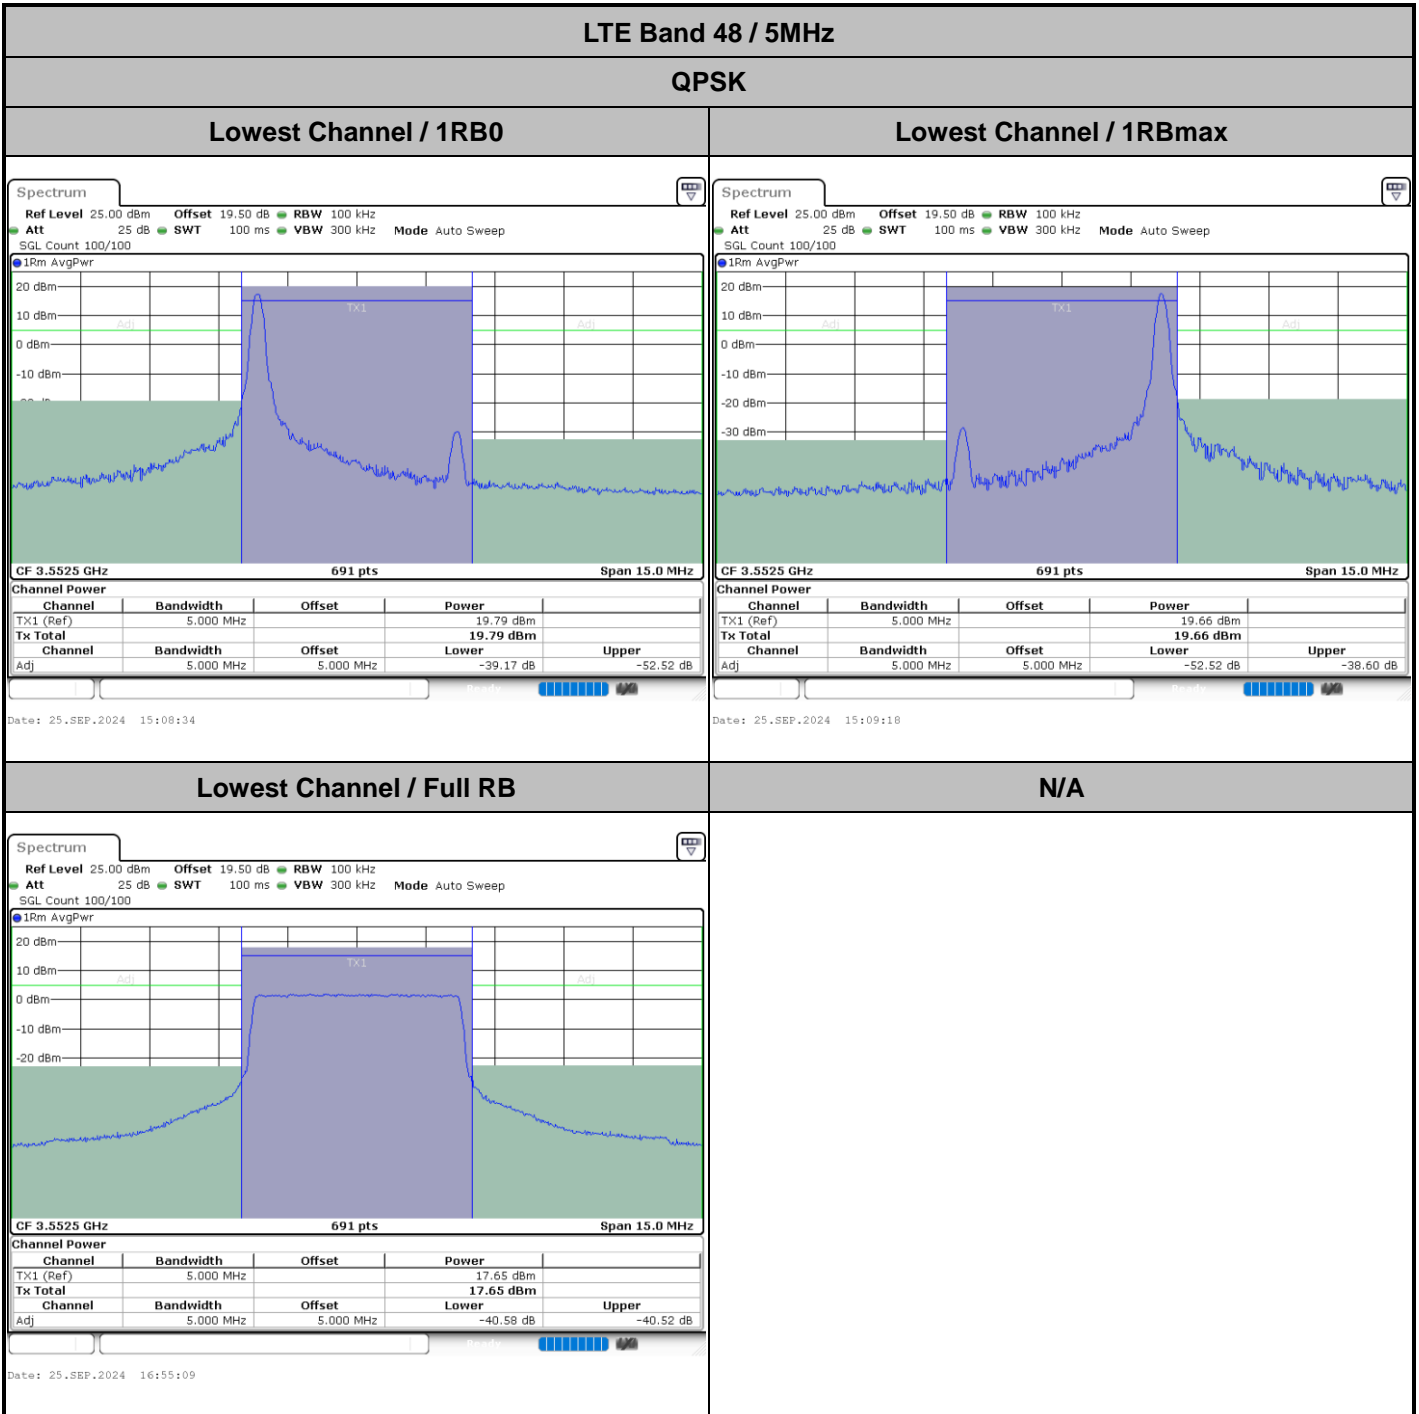 LTE Band 48 / 5MHz
QPSK
Lowest Channel / 1RB0
Spectrum
Ref Level 25.00 dBm Offset 19.50 dB RBW 100 kHz
Att 25 dB SWT 100 ms VBW 300 kHz Mode Auto Sweep
SGL Count 100/100
1Rm AvgPwr
20 dBm
TX1
10 dBm
Adj
Adj
0 dBm
-10 dBm
CF 3.5525 GHz 691 pts Span 15.0 MHz
Channel Power
Channel Bandwidth Offset Power
TX1 (Ref) 5.000 MHz 19.79 dBm
Tx Total 19.79 dBm
Channel Bandwidth Offset Lower Upper
Adj 5.000 MHz 5.000 MHz -39.17 dB -52.52 dB
Ready
Date: 25.SEP.2024 15:08:34
Lowest Channel / 1RBmax
Spectrum
Ref Level 25.00 dBm Offset 19.50 dB RBW 100 kHz
Att 25 dB SWT 100 ms VBW 300 kHz Mode Auto Sweep
SGL Count 100/100
1Rm AvgPwr
20 dBm
TX1
10 dBm
Adj
Adj
0 dBm
-10 dBm
-20 dBm
-30 dBm
CF 3.5525 GHz 691 pts Span 15.0 MHz
Channel Power
Channel Bandwidth Offset Power
TX1 (Ref) 5.000 MHz 19.66 dBm
Tx Total 19.66 dBm
Channel Bandwidth Offset Lower Upper
Adj 5.000 MHz 5.000 MHz -52.52 dB -38.60 dB
Ready
Date: 25.SEP.2024 15:09:18
Lowest Channel / Full RB
N/A
Spectrum
Ref Level 25.00 dBm Offset 19.50 dB RBW 100 kHz
Att 25 dB SWT 100 ms VBW 300 kHz Mode Auto Sweep
SGL Count 100/100
1Rm AvgPwr
20 dBm
TX1
10 dBm
Adj
Adj
0 dBm
-10 dBm
-20 dBm
CF 3.5525 GHz 691 pts Span 15.0 MHz
Channel Power
Channel Bandwidth Offset Power
TX1 (Ref) 5.000 MHz 17.65 dBm
Tx Total 17.65 dBm
Channel Bandwidth Offset Lower Upper
Adj 5.000 MHz 5.000 MHz -40.58 dB -40.52 dB
Ready
Date: 25.SEP.2024 16:55:09